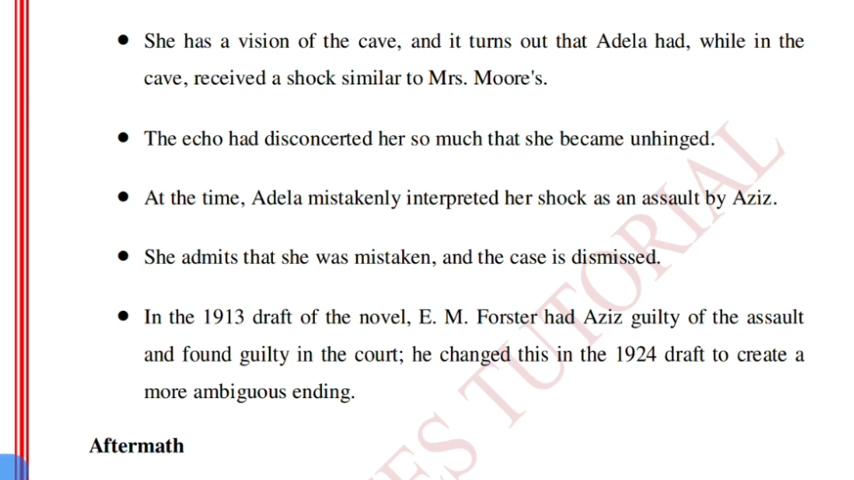 ● She has a vision of the cave, and it turns out that Adela had, while in the
cave, received a shock similar to Mrs. Moore's.
● The echo had disconcerted her so much that she became unhinged.
● At the time, Adela mistakenly interpreted her shock as an assault by Aziz.
● She admits that she was mistaken, and the case is dismissed.
● In the 1913 draft of the novel, E. M. Forster had Aziz guilty of the assault
and found guilty in the court; he changed this in the 1924 draft to create a
more ambiguous ending.
Aftermath
TUTORIAL